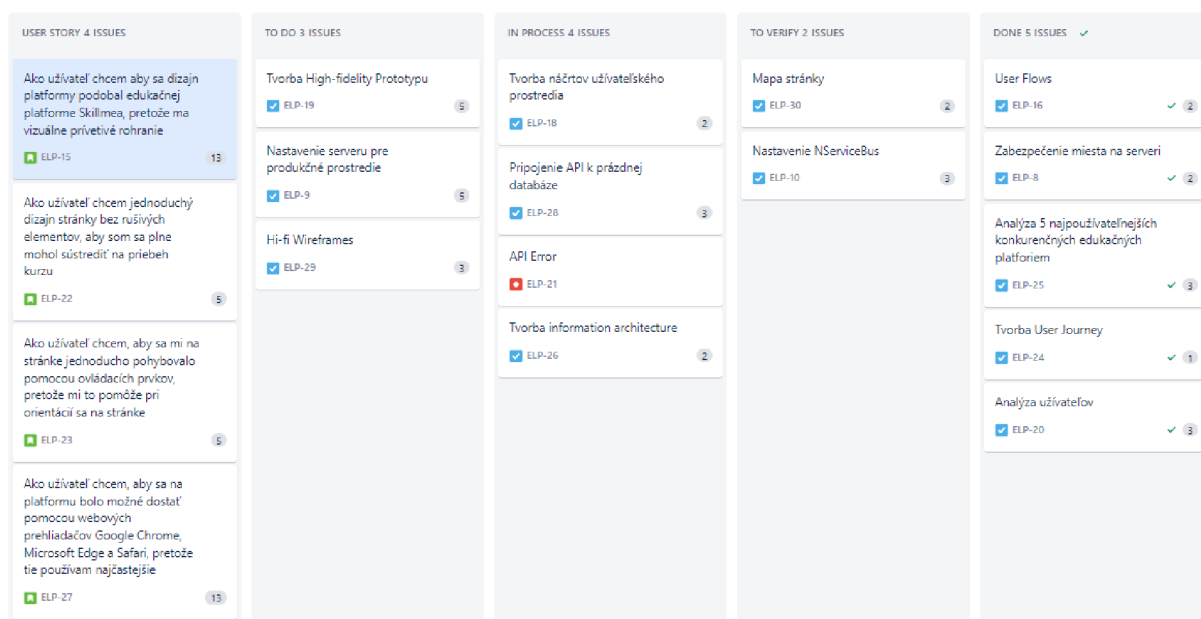 USER STORY 4 ISSUES
Ako užívateľ chcem aby sa dizajn
platformy podobal edukačnej
platforme Skillmea, pretože ma
vizuálne prívetivé rohranie
ELP-15 13
Ako užívateľ chcem jednoduchý
dizajn stránky bez rušivých
elementov, aby som sa plne
mohol sústrediť na priebeh
kurzu
ELP-22 5
Ako užívateľ chcem, aby sa mi na
stránke jednoducho pohybovalo
pomocou ovládacích prvkov,
pretože mi to pomôže pri
orientácií sa na stránke
ELP-23 5
Ako užívateľ chcem, aby sa na
platformu bolo možné dostať
pomocou webových
prehliadačov Google Chrome,
Microsoft Edge a Safari, pretože
tie používam najčastejšie
ELP-27 13
TO DO 3 ISSUES
Tvorba High-fidelity Prototypu
ELP-19 5
Nastavenie serveru pre
produkčné prostredie
ELP-9 5
Hi-fi Wireframes
ELP-29 3
IN PROCESS 4 ISSUES
Tvorba náčrtov užívateľského
prostredia
ELP-18 2
Pripojenie API k prázdnej
databáze
ELP-28 3
API Error
ELP-21
Tvorba information architecture
ELP-26 2
TO VERIFY 2 ISSUES
Mapa stránky
ELP-30 2
Nastavenie NServiceBus
ELP-10 3
DONE 5 ISSUES
User Flows
ELP-16 2
Zabezpečenie miesta na serveri
ELP-8 2
Analýza 5 najpoužívateľnejších
konkurenčných edukačných
platforiem
ELP-25 3
Tvorba User Journey
ELP-24 1
Analýza užívateľov
ELP-20 3